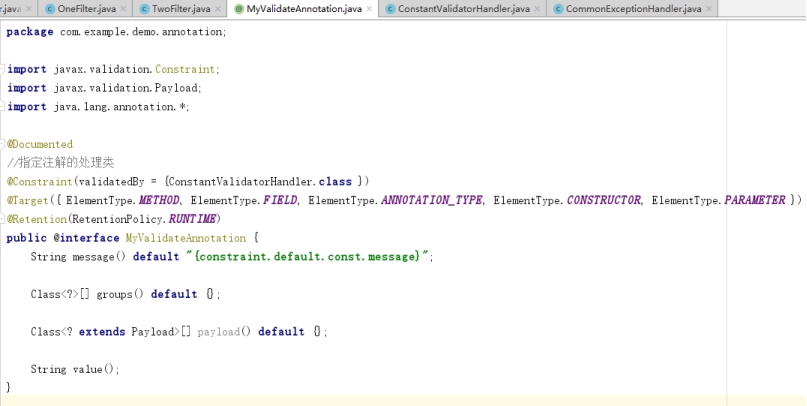 r.java OneFilter.java TwoFilter.java MyValidateAnnotation.java ConstantValidatorHandler.java CommonExceptionHandler.java
package com.example.demo.annotation;
import javax.validation.Constraint;
import javax.validation.Payload;
import java.lang.annotation.*;
@Documented
//指定注解的处理类
@Constraint(validatedBy = {ConstantValidatorHandler.class })
@Target({ ElementType.METHOD, ElementType.FIELD, ElementType.ANNOTATION_TYPE, ElementType.CONSTRUCTOR, ElementType.PARAMETER })
@Retention(RetentionPolicy.RUNTIME)
public @interface MyValidateAnnotation {
String message() default "{constraint.default.const.message}";
Class<?>[] groups() default {};
Class<? extends Payload>[] payload() default {};
String value();
}